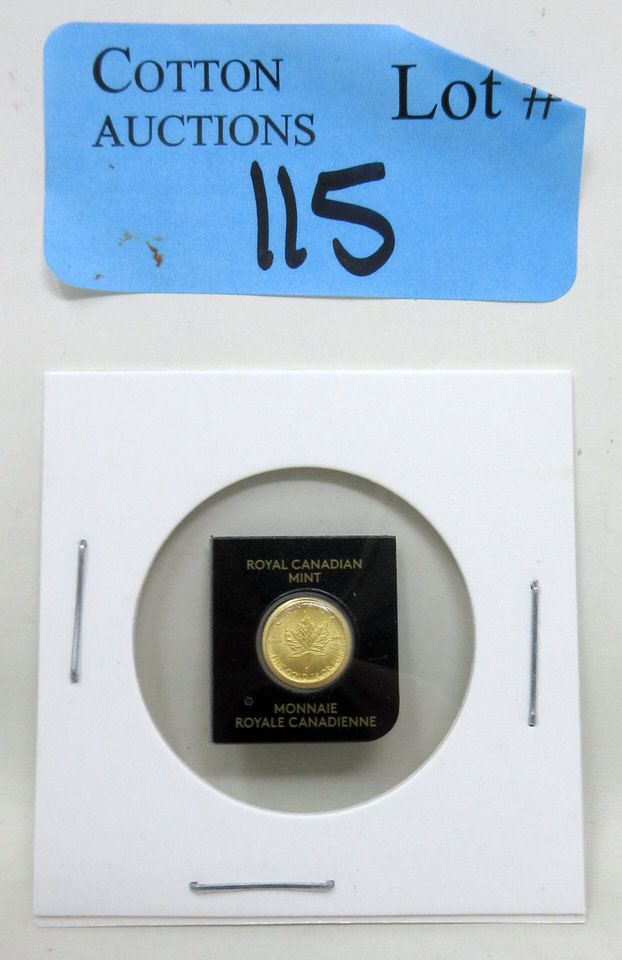 COTTON
AUCTIONS
Lot #
115
ROYAL CANADIAN
MINT
MONNAIE
ROYALE CANADIENNE